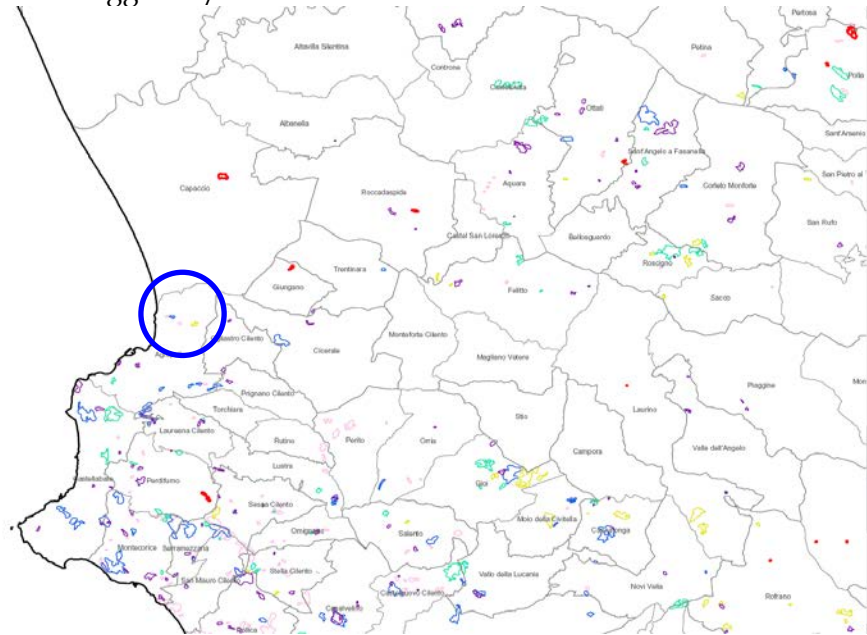 Pertosa
Altavilla Silentina
Petina
Controne
Polla
Castelcivita
Ottati
Albanella
Sant'Arsenio
Sant'Angelo a Fasanella
San Pietro al
Capaccio
Aquara
Corleto Monforte
Roccadaspide
San Rufo
Castel San Lorenzo
Bellosguardo
Roscigno
Trentinara
Giungano
Felitto
Sacco
Monteforte Cilento
Cicerale
Magliano Vetere
Piaggine
Mon
Prignano Cilento
Torchiara
Laurino
Stio
Laureana Cilento
Rutino
Perito
Orria
Campora
Valle dell'Angelo
Lustra
Perdifumo
Gioi
Sessa Cilento
Moio della Civitella
Omignano
Salento
Montecorice
Serramezzana
Stella Cilento
Vallo della Lucania
San Mauro Cilento
Novi Velia
Rofrano
Casalvelino